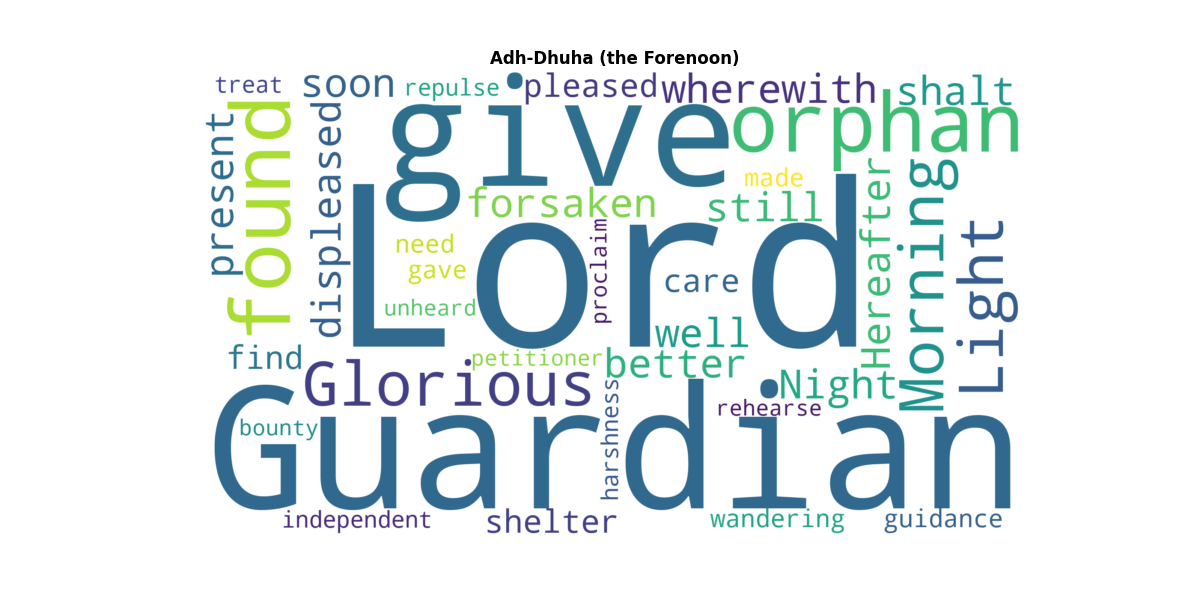 Adh-Dhuha (the Forenoon)
treat
soon
repulse
pleased
wherewith
shalt
present
found
displeased
give
orphan
made
forsaken
still
Lord
need
gave
proclaim
care
unheard
Hereafter
Morning
Light
well
find
petitioner
better
Glorious
Night
harshness
rehearse
Guardian
bounty
independent
shelter
wandering
guidance